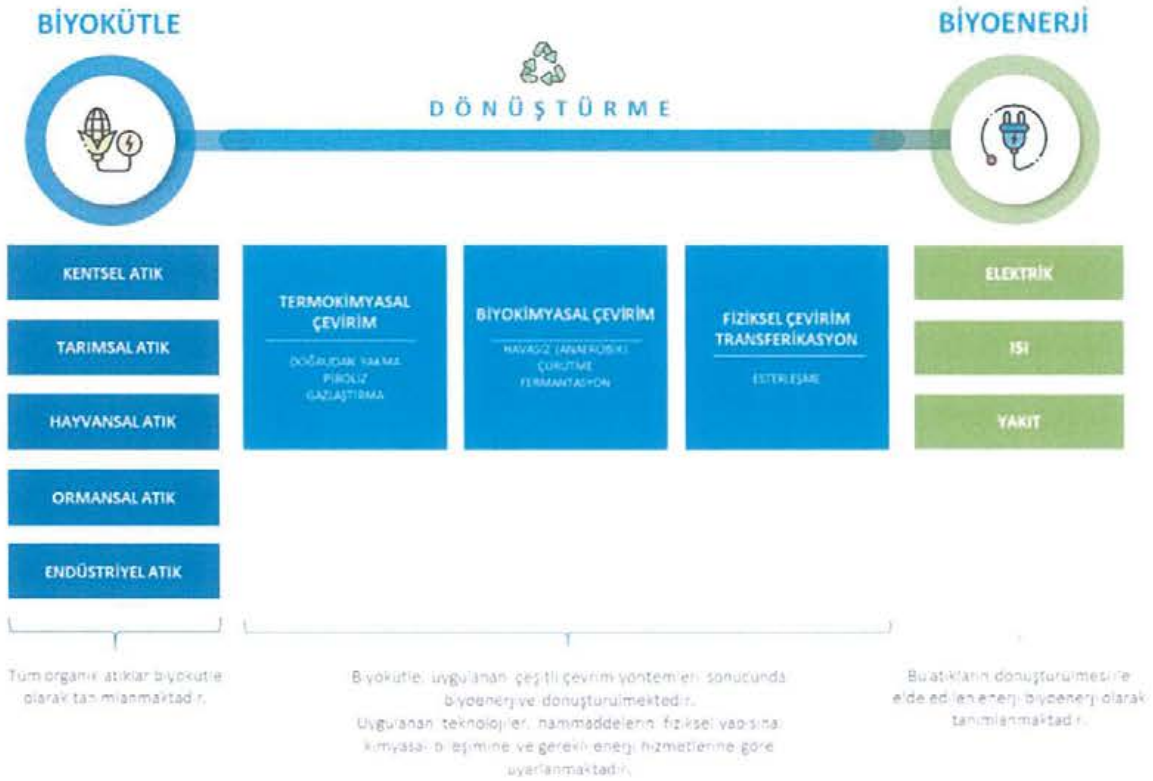 BİYOKÜTLE
BİYOENERJİ
DÖNÜŞTÜRME
KENTSEL ATIK
TARIMSAL ATIK
HAYVANSAL ATIK
ORMANSAL ATIK
ENDÜSTRİYEL ATIK
TERMOKİMYASAL
ÇEVİRİM
DOĞRUDAN YAKMA
PİROLİZ
GAZLAŞTIRMA
BİYOKİMYASAL ÇEVİRİM
HAVASIZ (ANAEROBİK)
ÇÜRÜTME
FERMANTASYON
FİZİKSEL ÇEVİRİM
TRANSFERİKASYON
ESTERLEŞME
ELEKTRİK
ISI
YAKIT
Tüm organik atıklar biyokütle
olarak tanımlanmaktadır.
Biyokütle, uygulanan çeşitli çevrim yöntemleri sonucunda
biyoenerjiye dönüştürülmektedir.
Uygulanan teknolojiler, hammaddelerin fiziksel yapısına,
kimyasal bileşimine ve gerekli enerji hizmetlerine göre
uyarlanmaktadır.
Bu atıkların dönüştürülmesi ile
elde edilen enerji biyoenerji olarak
tanımlanmaktadır.